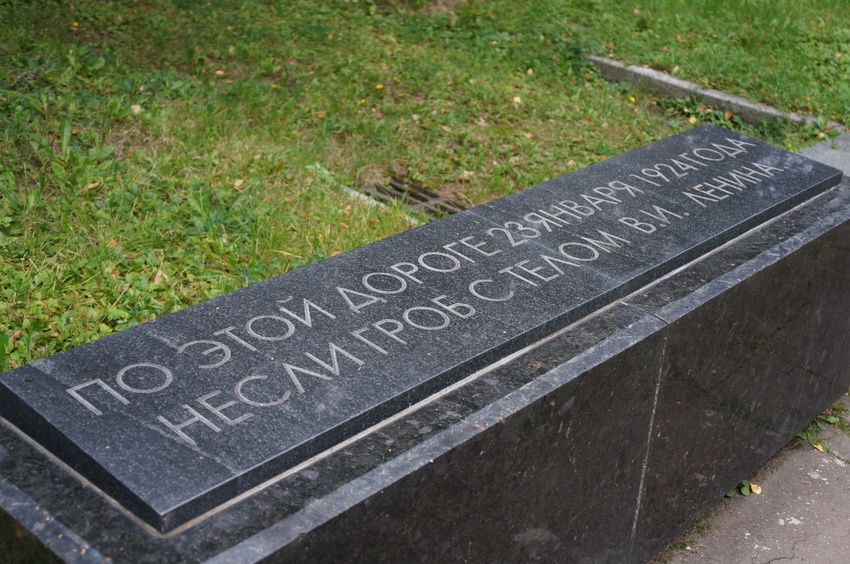 ПО ЭТОЙ ДОРОГЕ 23 ЯНВАРЯ 1924 ГОДА
НЕСЛИ ГРОБ С ТЕЛОМ В.И. ЛЕНИНА.